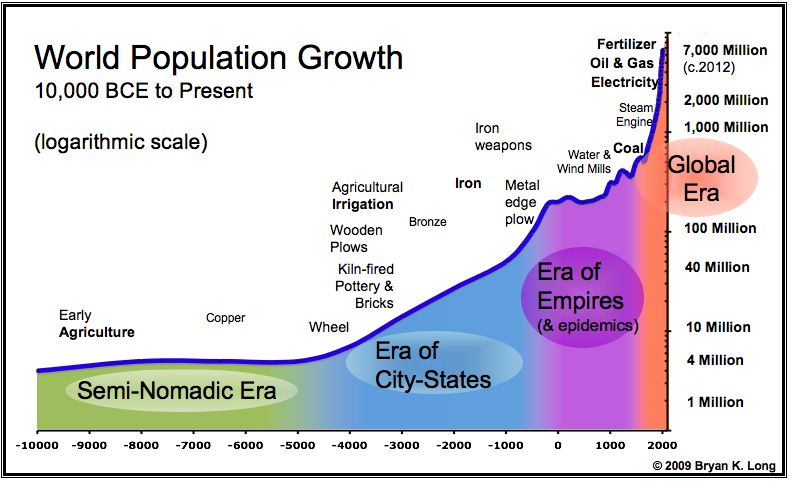 World Population Growth
10,000 BCE to Present
(logarithmic scale)
Fertilizer
Oil & Gas
Electricity
Steam
Engine
Coal
Water &
Wind Mills
Iron
weapons
Iron
Metal
edge
plow
Agricultural
Irrigation
Bronze
Wooden
Plows
Kiln-fired
Pottery &
Bricks
Wheel
Copper
Early
Agriculture
Semi-Nomadic Era
Era of
City-States
Era of
Empires
(& epidemics)
Global
Era
7,000 Million
(c.2012)
2,000 Million
1,000 Million
100 Million
40 Million
10 Million
4 Million
1 Million
-10000 -9000 -8000 -7000 -6000 -5000 -4000 -3000 -2000 -1000 0 1000 2000
© 2009 Bryan K. Long